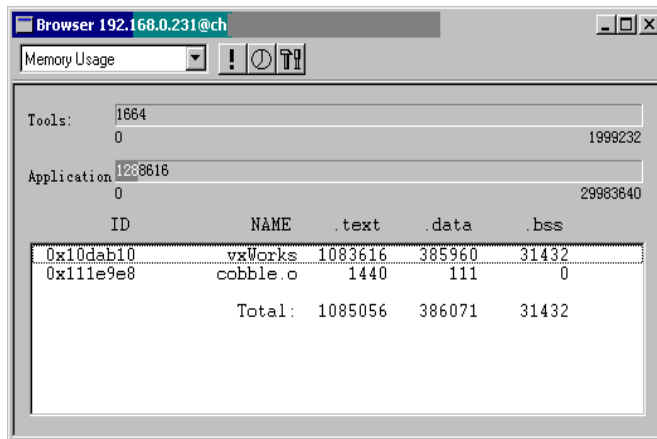 Browser 192.168.0.231@ch
Memory Usage
Tools: 1664
0 1999232
Application 1288616
0 29983640
ID NAME .text .data .bss
0x10dab10 vxWorks 1083616 385960 31432
0x111e9e8 cobble.o 1440 111 0
Total: 1085056 386071 31432